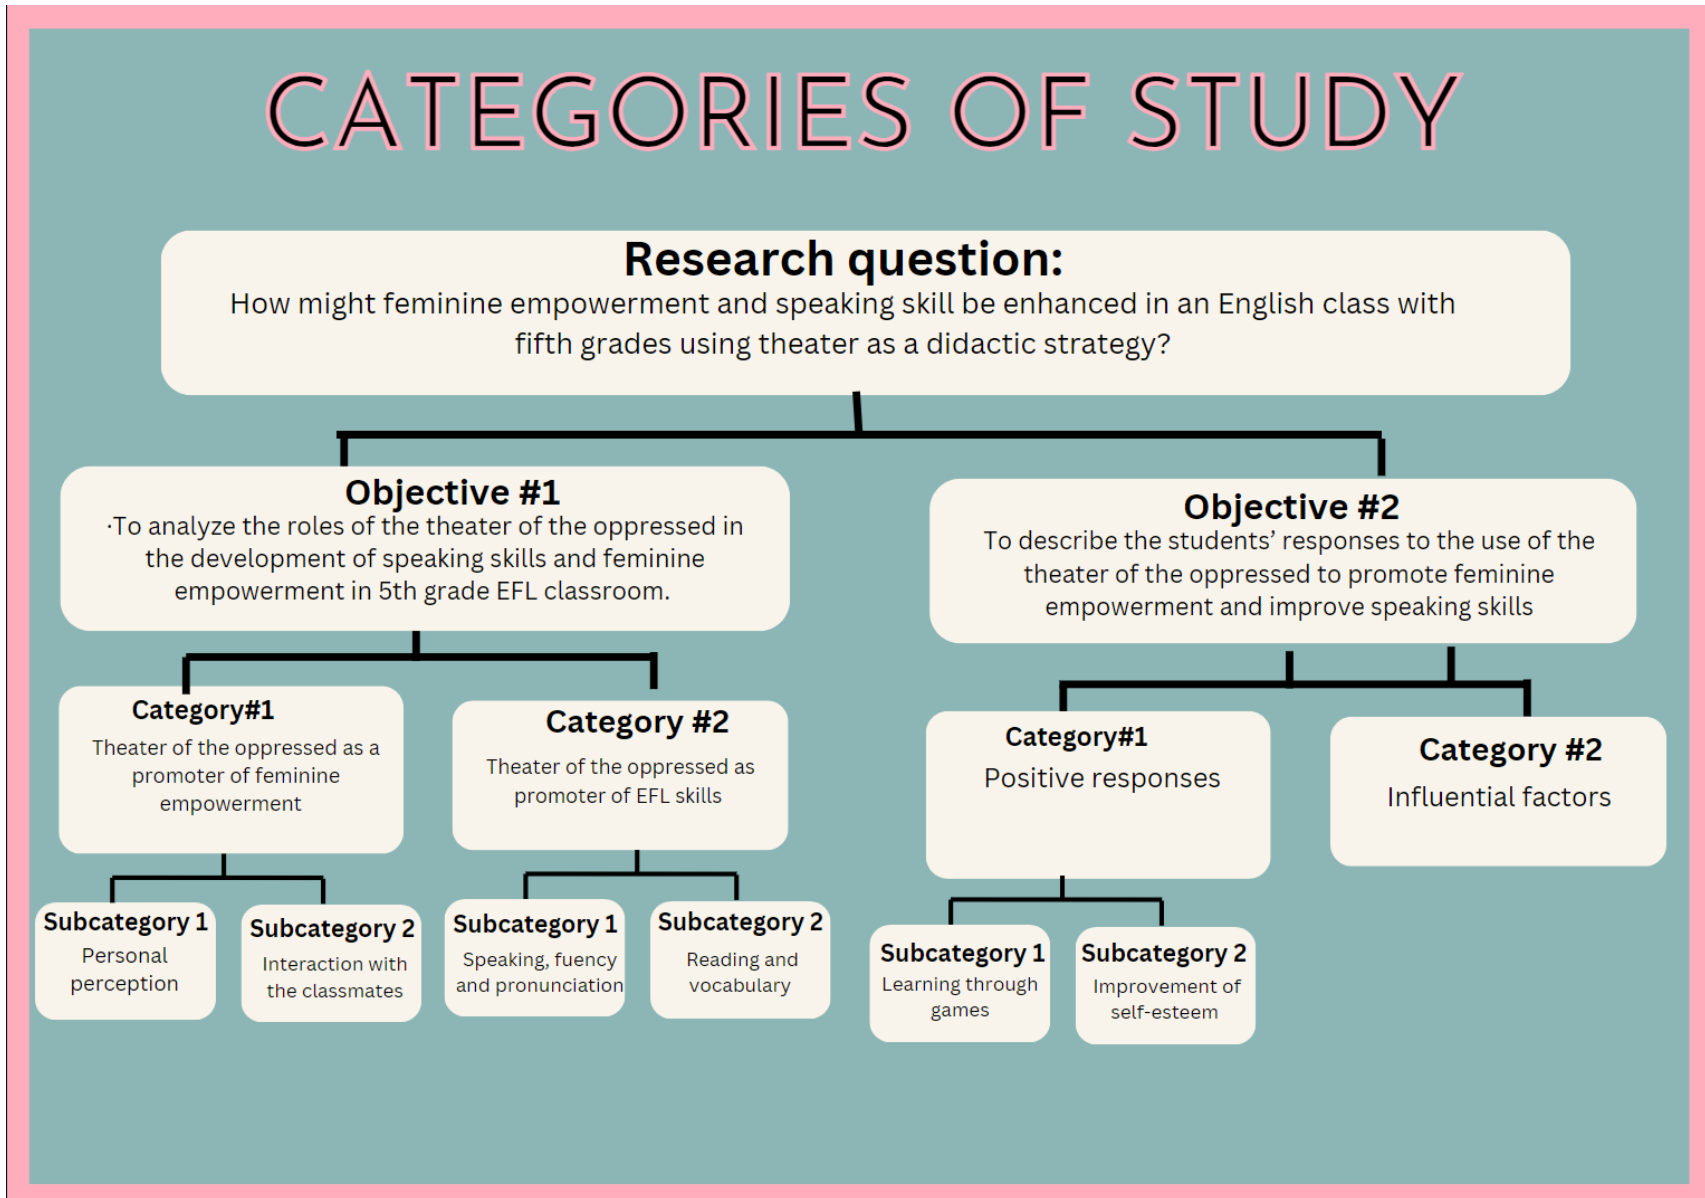 CATEGORIES OF STUDY
Research question:
How might feminine empowerment and speaking skill be enhanced in an English class with
fifth grades using theater as a didactic strategy?
Objective #1
·To analyze the roles of the theater of the oppressed in
the development of speaking skills and feminine
empowerment in 5th grade EFL classroom.
Objective #2
To describe the students’ responses to the use of the
theater of the oppressed to promote feminine
empowerment and improve speaking skills
Category#1
Theater of the oppressed as a
promoter of feminine
empowerment
Category #2
Theater of the oppressed as
promoter of EFL skills
Category#1
Positive responses
Category #2
Influential factors
Subcategory 1
Personal
perception
Subcategory 2
Interaction with
the classmates
Subcategory 1
Speaking, fuency
and pronunciation
Subcategory 2
Reading and
vocabulary
Subcategory 1
Learning through
games
Subcategory 2
Improvement of
self-esteem